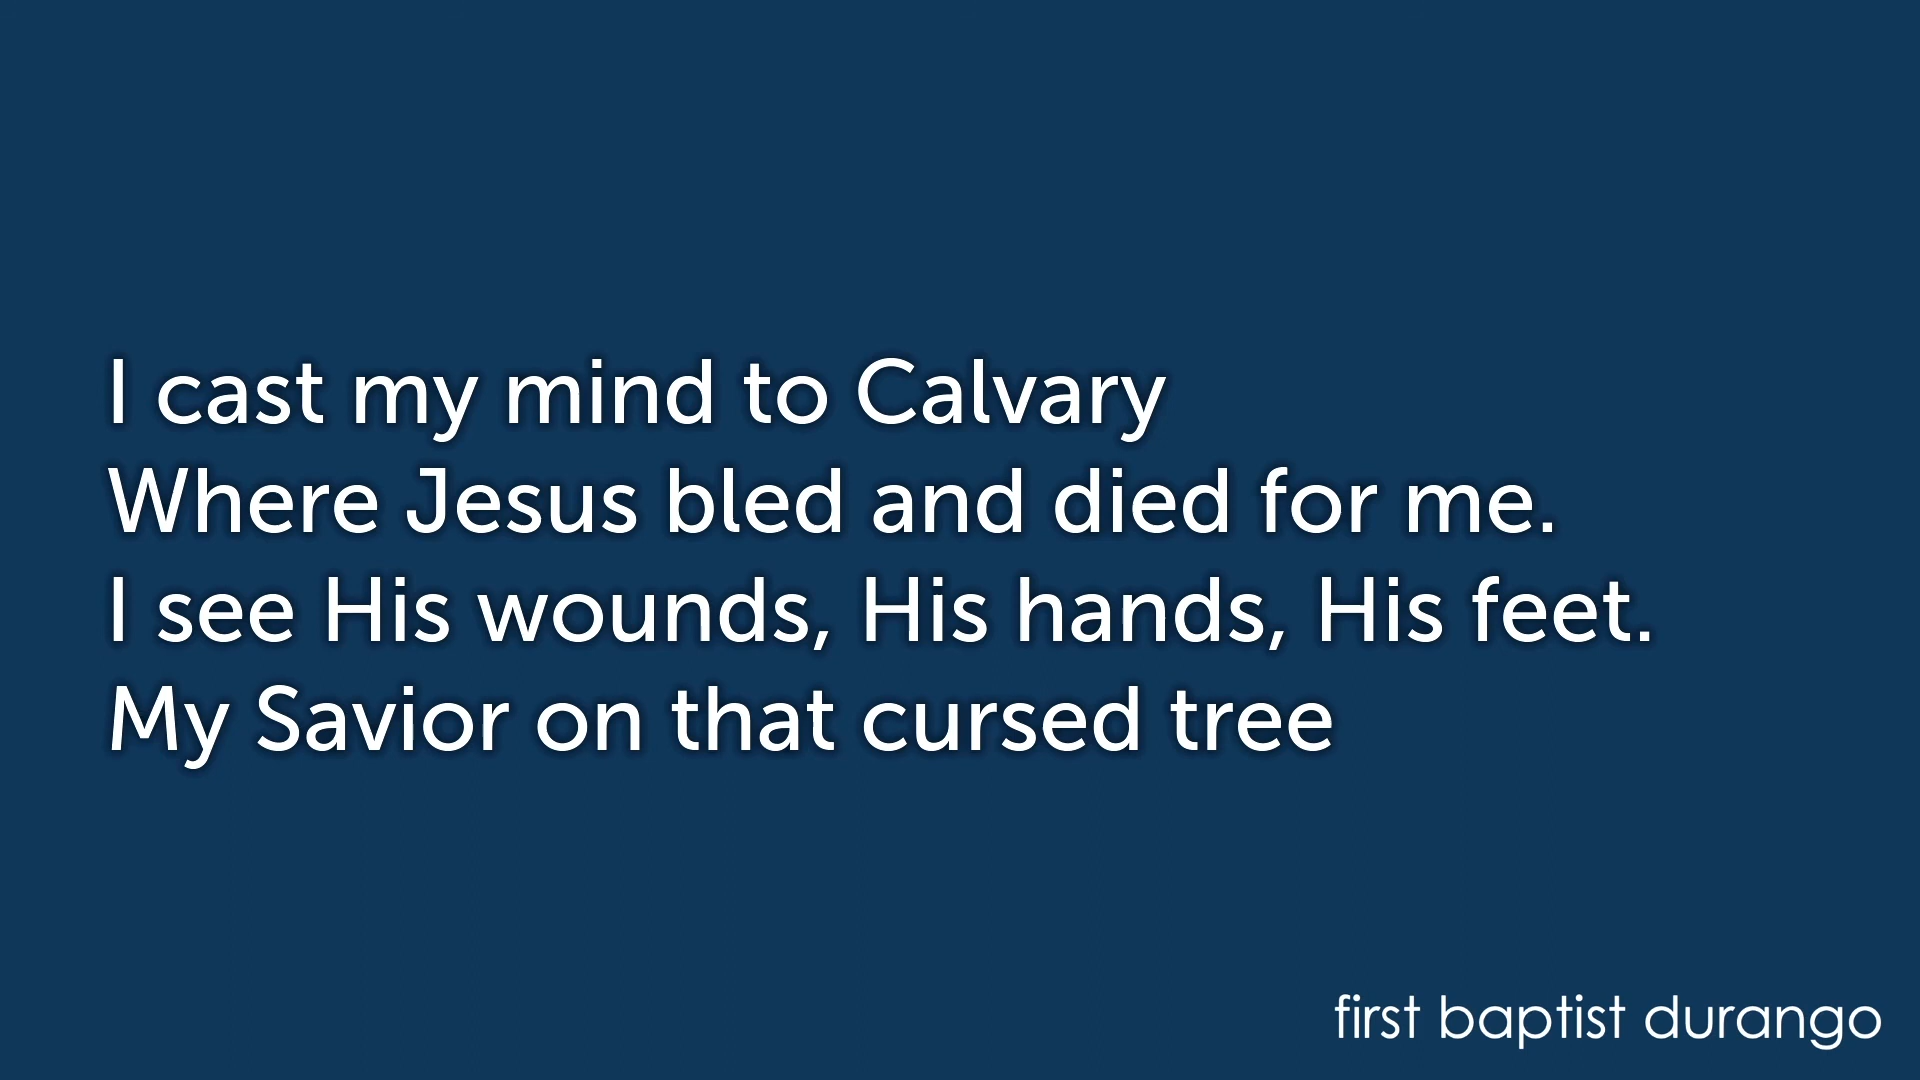 I cast my mind to Calvary
Where Jesus bled and died for me.
I see His wounds, His hands, His feet.
My Savior on that cursed tree
first baptist durango